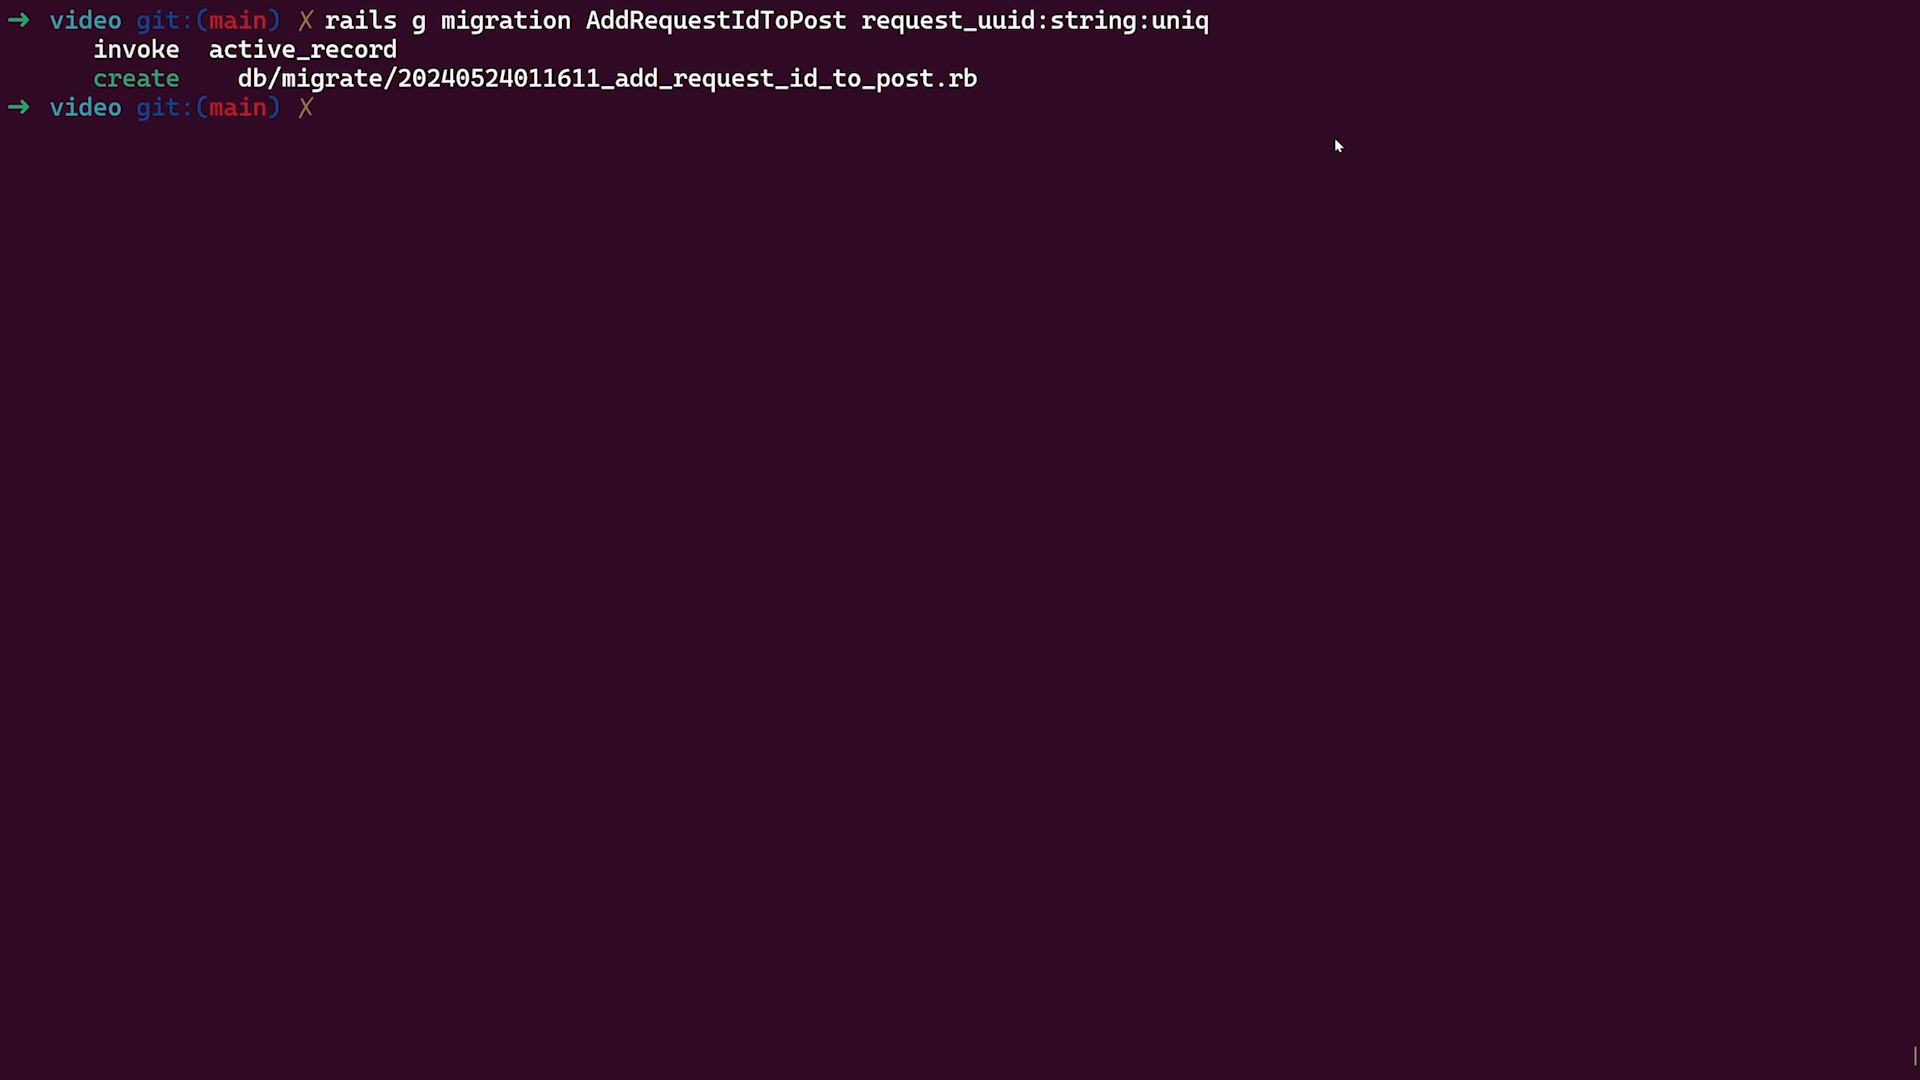 ➜ video git:(main) ✗ rails g migration AddRequestIdToPost request_uuid:string:uniq
invoke active_record
create db/migrate/20240524011611_add_request_id_to_post.rb
➜ video git:(main) ✗